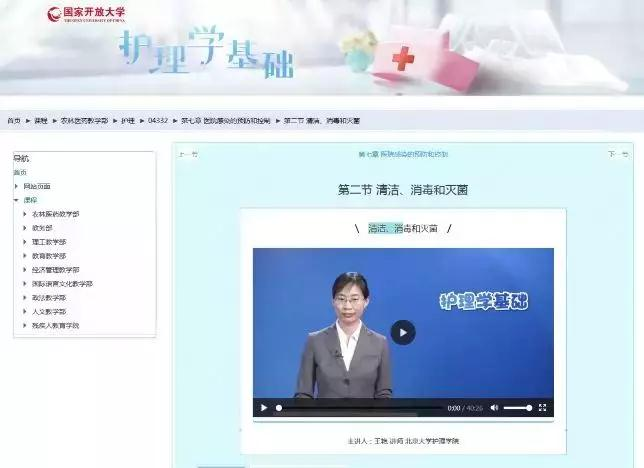 国家开放大学
THE OPEN UNIVERSITY OF CHINA
护理学基础
首页 ► 课程 ► 农林医药教学部 ► 护理 ► 04332 ► 第七章 医院感染的预防和控制 ► 第二节 清洁、消毒和灭菌
导航
首页
网站页面
课程
农林医药教学部
教务部
理工教学部
教育教学部
经济管理教学部
国际语言文化教学部
政法教学部
人文教学部
残疾人教育学院
上一节
第七章 医院感染的预防和控制
下一节
第二节 清洁、消毒和灭菌
\ 清洁、消毒和灭菌 /
护理学基础
0:00 / 40:26
主讲人：王艳 讲师 北京大学护理学院